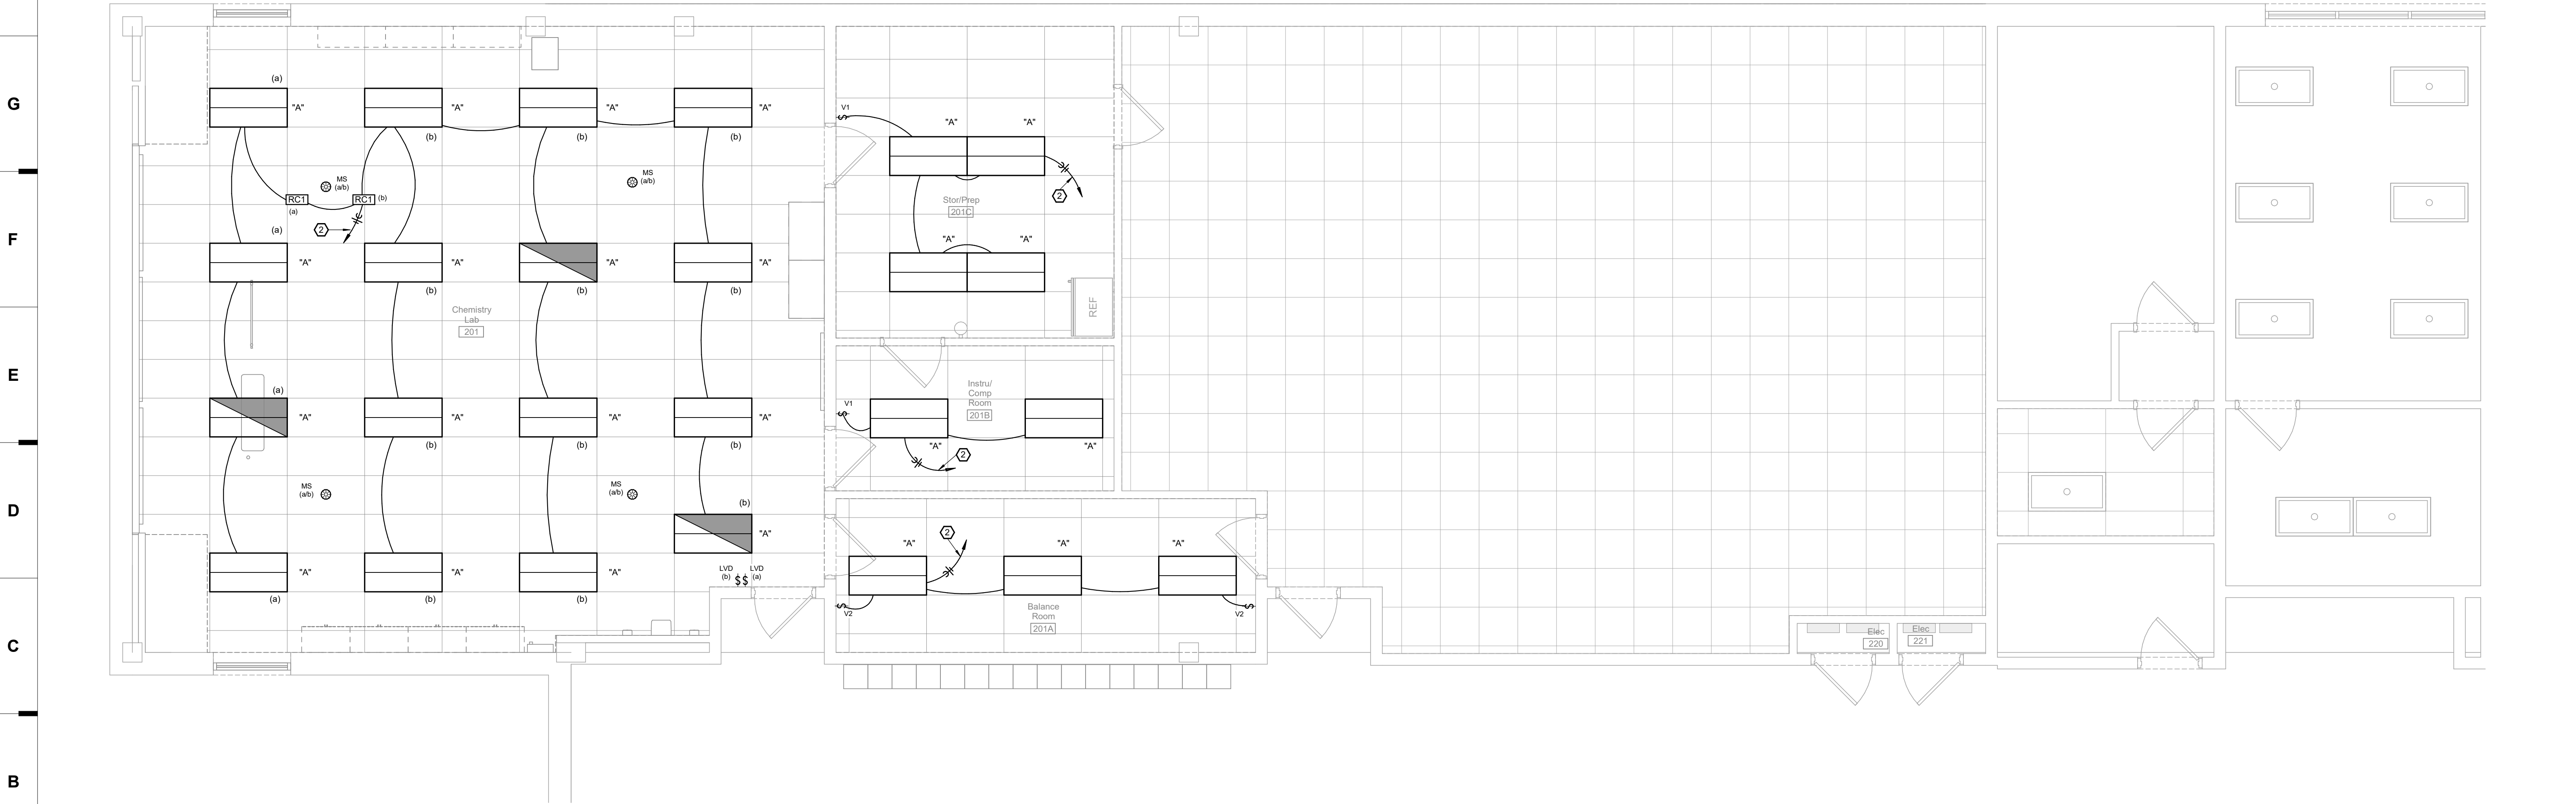 G
F
E
D
C
B
(a)
"A" "A" "A" "A"
(b) (b) (b)
MS
(a/b)
MS
(a/b)
RC1 RC1 (b)
(a)
2
(a)
"A" "A" "A" "A"
(b) (b) (b)
Chemistry
Lab
201
(a)
"A" "A" "A" "A"
(b) (b) (b)
MS
(a/b)
MS
(a/b)
(b)
"A"
"A" "A" "A"
(a) (b) (b)
LVD
(b)
$ $
LVD
(a)
V1
$
"A" "A"
2
Stor/Prep
201C
"A" "A"
REF
Instru/
Comp
Room
201B
V1
$
"A" "A"
2
2
"A" "A" "A"
$
V2
$
V2
Balance
Room
201A
Elec
220
Elec
221